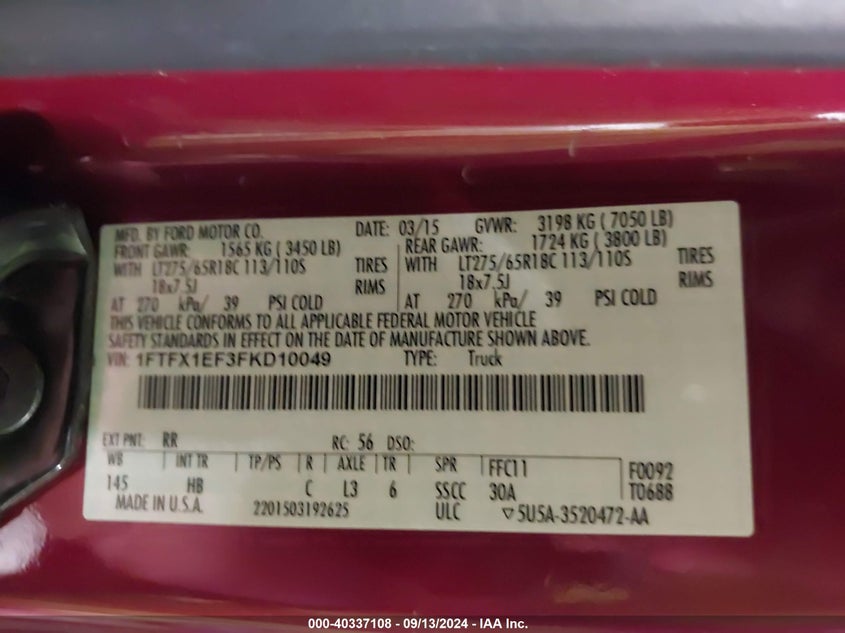 MFD. BY FORD MOTOR CO. DATE: 03/15 GVWR: 3198 KG ( 7050 LB)
FRONT GAWR: 1565 KG ( 3450 LB) REAR GAWR: 1724 KG ( 3800 LB)
WITH LT275/65R18C 113/110S TIRES WITH LT275/65R18C 113/110S TIRES
18x7.5J RIMS 18x7.5J RIMS
AT 270 kPa/ 39 PSI COLD AT 270 kPa/ 39 PSI COLD
THIS VEHICLE CONFORMS TO ALL APPLICABLE FEDERAL MOTOR VEHICLE
SAFETY STANDARDS IN EFFECT ON THE DATE OF MANUFACTURE SHOWN ABOVE.
VIN: 1FTFX1EF3FKD10049 TYPE: Truck
EXT PNT: RR RC: 56 DSO:
WB INT TR TP/PS R AXLE TR SPR FFC11 F0092
145 HB C L3 6 SSCC 30A T0688
MADE IN U.S.A. 2201503192625 ULC ▽5U5A-3520472-AA
000-40337108 - 09/13/2024 - IAA Inc.